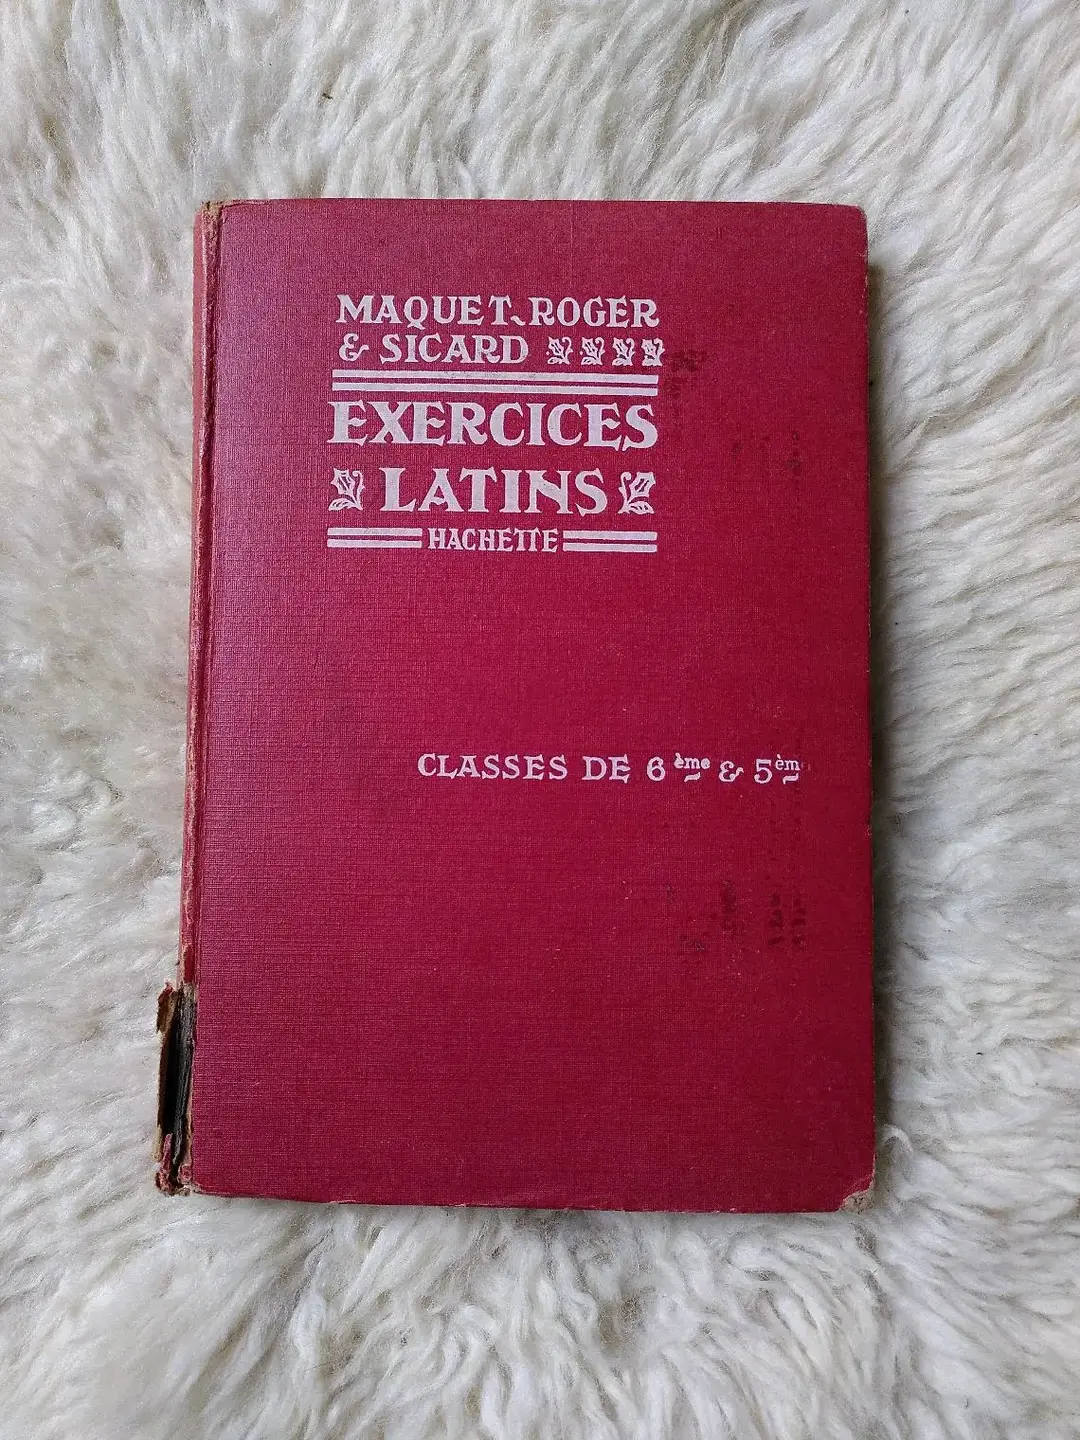 MAQUET, ROGER
& SICARD
EXERCICES
LATINS
HACHETTE
CLASSES DE 6ème & 5ème